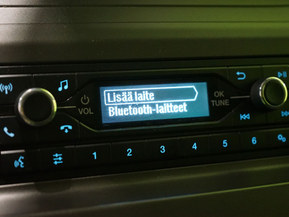 Lisää laite
Bluetooth-laitteet
VOL
OK
TUNE
1 2 3 4 5 6